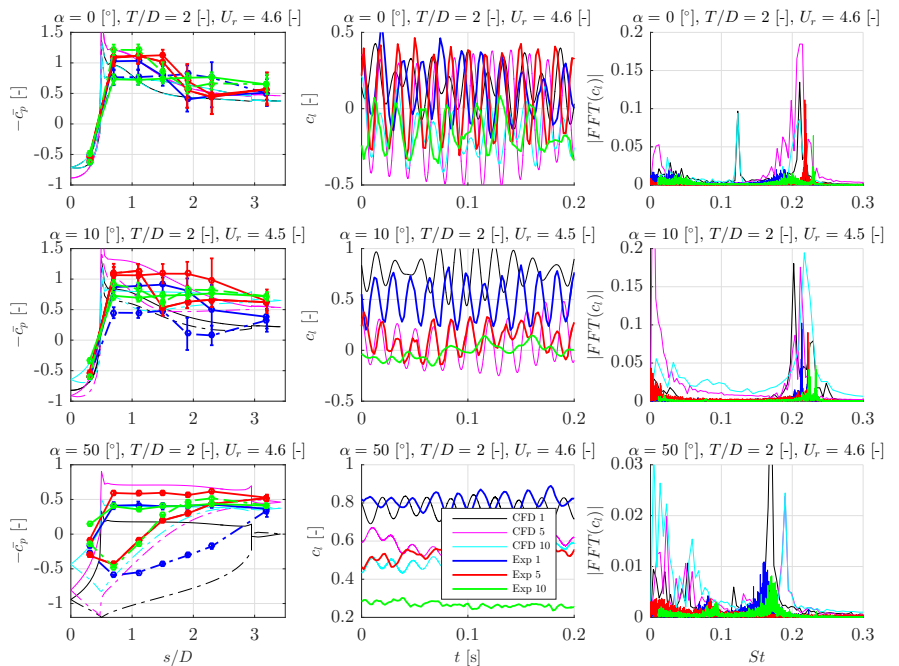 α = 0 [°], T/D = 2 [-], U_r = 4.6 [-]
α = 0 [°], T/D = 2 [-], U_r = 4.6 [-]
α = 0 [°], T/D = 2 [-], U_r = 4.6 [-]
1.5
1
0.5
0
-0.5
-1
−c̄_p [-]
0
1
2
3
0.5
0
-0.5
c_l [-]
0
0.1
0.2
0.2
0.15
0.1
0.05
0
|FFT(c_l)|
0
0.1
0.2
0.3
α = 10 [°], T/D = 2 [-], U_r = 4.5 [-]
α = 10 [°], T/D = 2 [-], U_r = 4.5 [-]
α = 10 [°], T/D = 2 [-], U_r = 4.5 [-]
1.5
1
0.5
0
-0.5
-1
−c̄_p [-]
0
1
2
3
1
0.5
0
-0.5
c_l [-]
0
0.1
0.2
0.2
0.15
0.1
0.05
0
|FFT(c_l)|
0
0.1
0.2
0.3
α = 50 [°], T/D = 2 [-], U_r = 4.6 [-]
α = 50 [°], T/D = 2 [-], U_r = 4.6 [-]
α = 50 [°], T/D = 2 [-], U_r = 4.6 [-]
1
0.5
0
-0.5
-1
−c̄_p [-]
0
1
2
3
s/D
1
0.8
0.6
0.4
0.2
c_l [-]
CFD 1
CFD 5
CFD 10
Exp 1
Exp 5
Exp 10
0
0.1
0.2
t [s]
0.03
0.02
0.01
0
|FFT(c_l)|
0
0.1
0.2
0.3
St